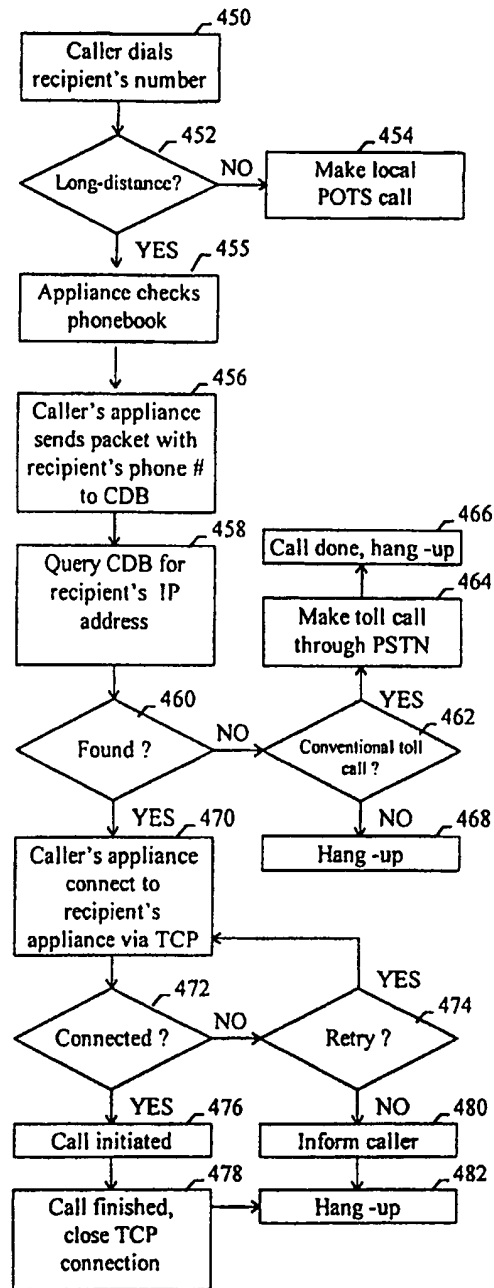 450
Caller dials
recipient's number
452
454
Long-distance?
NO
Make local
POTS call
YES
455
Appliance checks
phonebook
456
Caller's appliance
sends packet with
recipient's phone #
to CDB
458
Query CDB for
recipient's IP
address
466
Call done, hang -up
464
Make toll call
through PSTN
460
Found ?
NO
YES
462
Conventional toll
call ?
YES
470
NO
468
Hang -up
Caller's appliance
connect to
recipient's
appliance via TCP
472
Connected ?
NO
YES
474
Retry ?
YES
476
NO
480
Call initiated
Inform caller
478
482
Call finished,
close TCP
connection
Hang -up